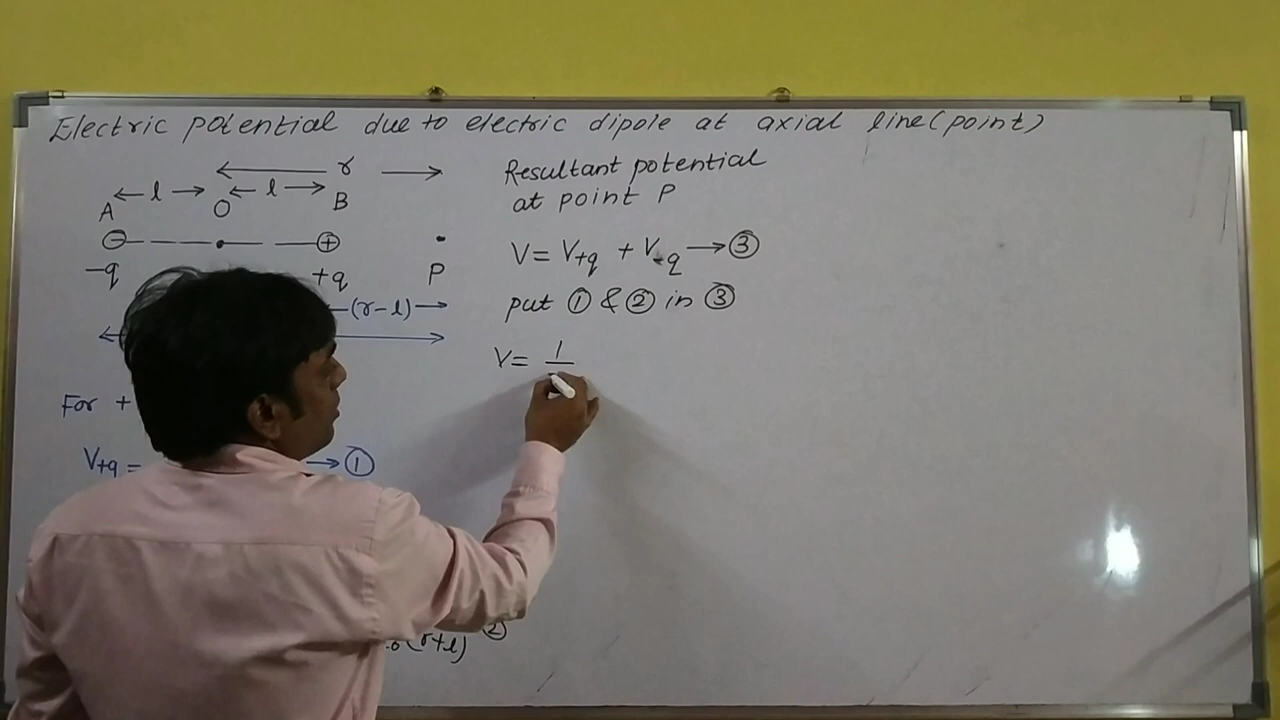 Electric potential due to electric dipole at axial line (point)
r
l l
A O B
⊖ ⊕
-q +q P
(r-l)
For +
V+q = → ①
②
(r+l)
Resultant potential
at point P
V = V+q + V-q → ③
put ① & ② in ③
V = 1